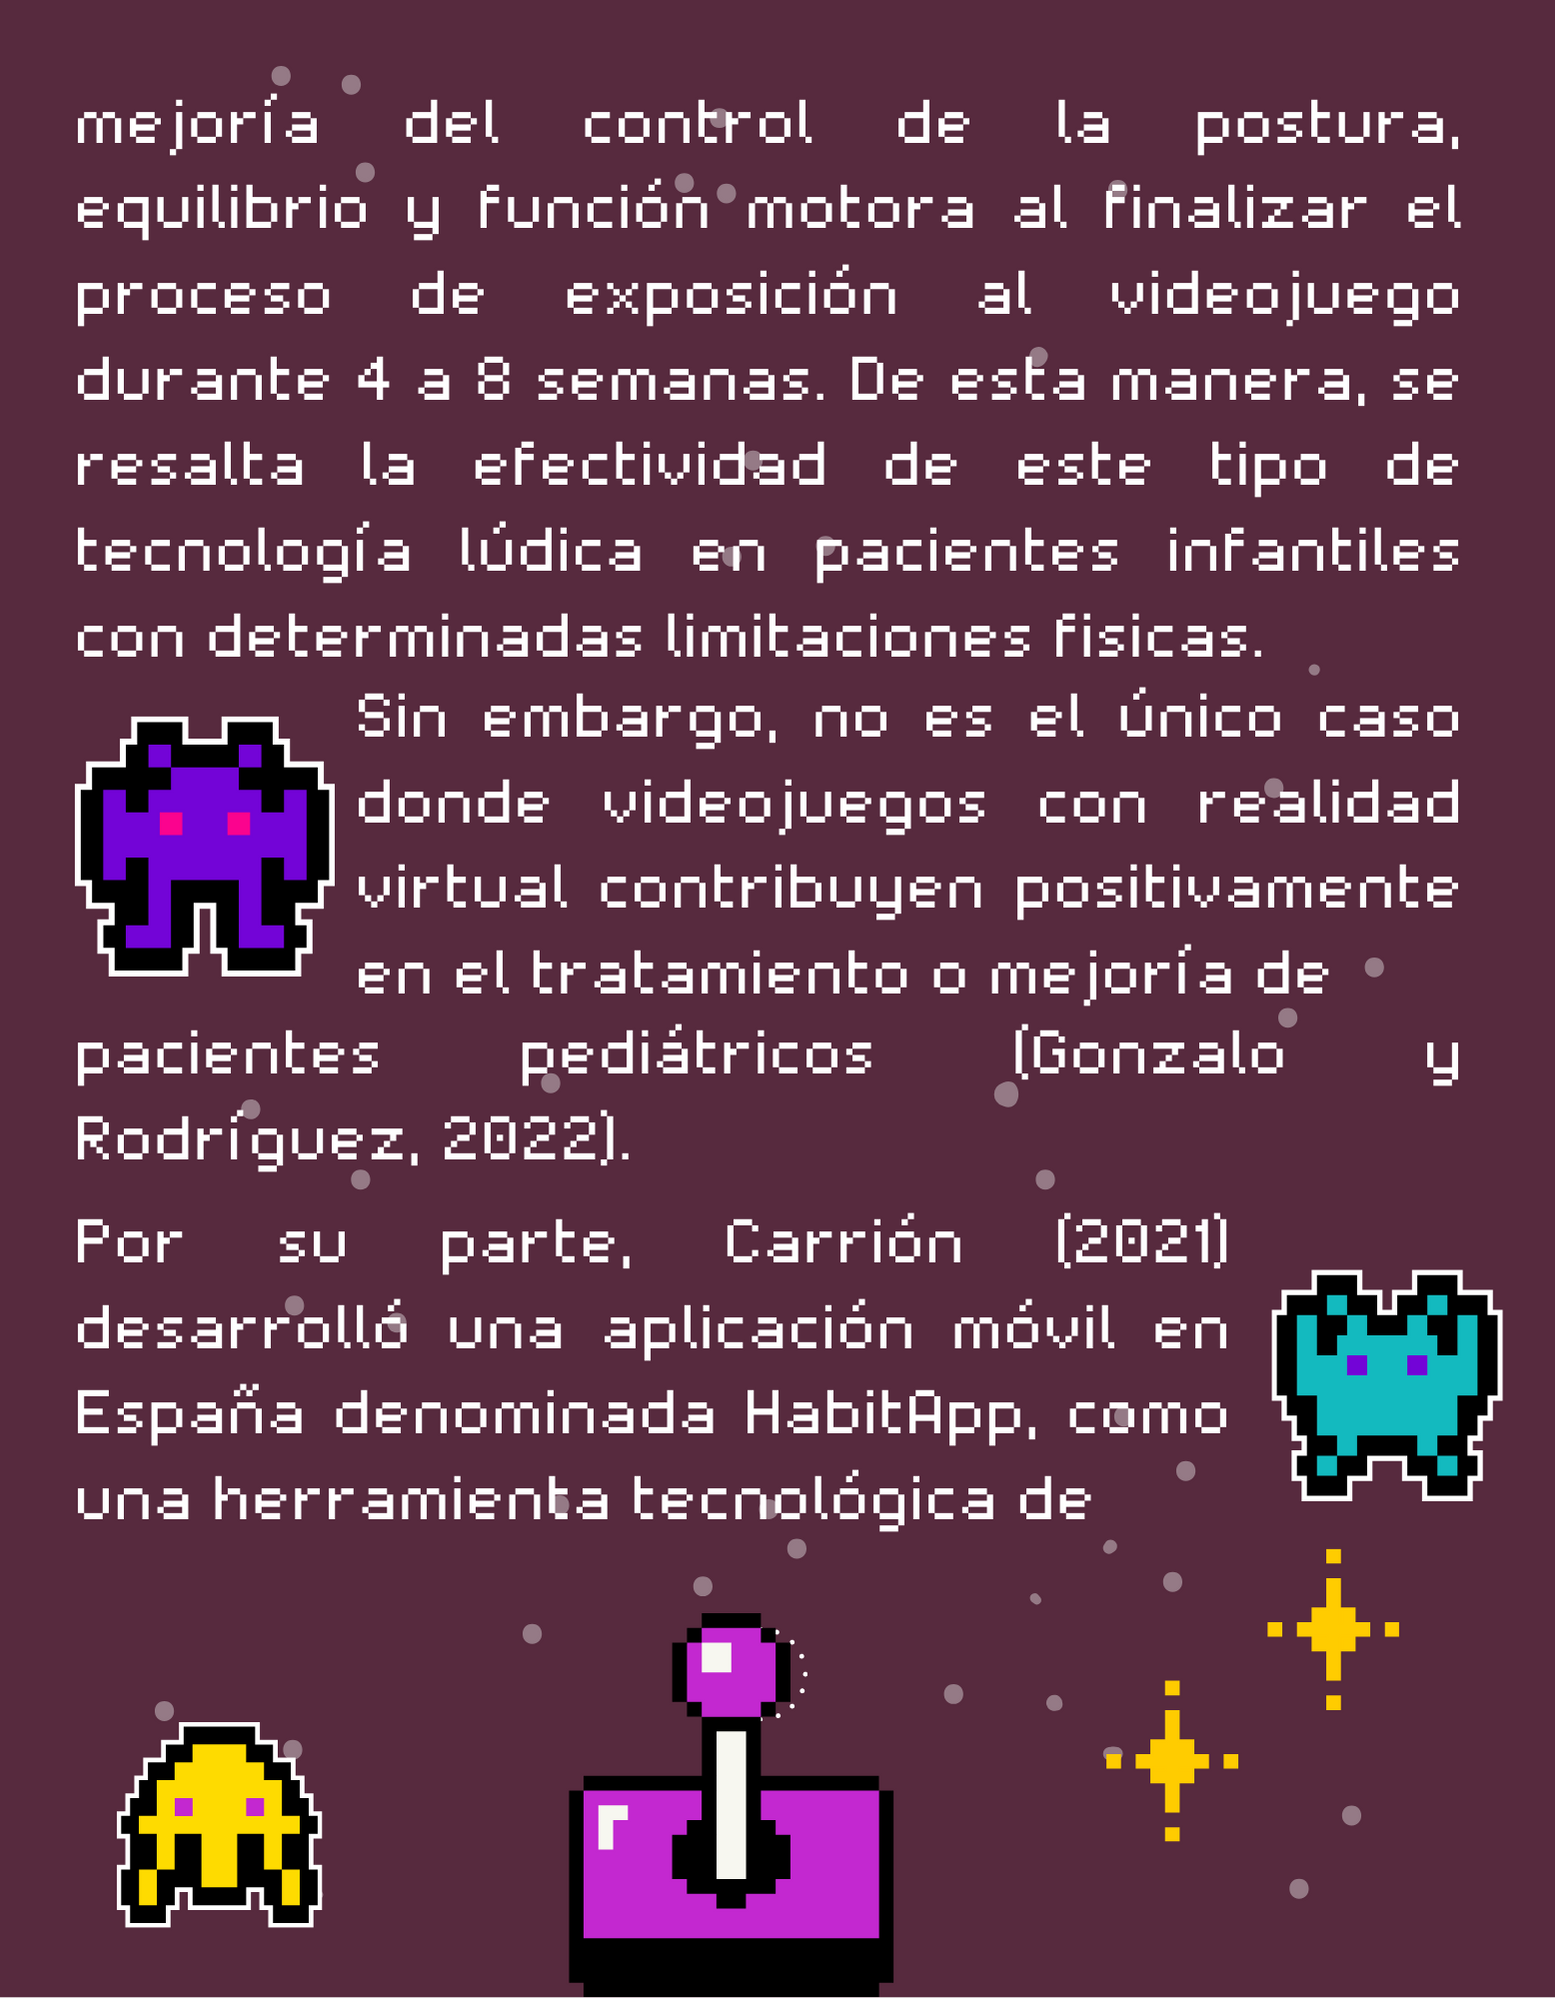 mejoría del control de la postura,
equilibrio y función motora al finalizar el
proceso de exposición al videojuego
durante 4 a 8 semanas. De esta manera, se
resalta la efectividad de este tipo de
tecnología lúdica en pacientes infantiles
con determinadas limitaciones fisicas.
Sin embargo, no es el único caso
donde videojuegos con realidad
virtual contribuyen positivamente
en el tratamiento o mejoría de
pacientes pediátricos (Gonzalo y
Rodríguez, 2022).
Por su parte, Carrión (2021)
desarrolló una aplicación móvil en
España denominada HabitApp, como
una herramienta tecnológica de